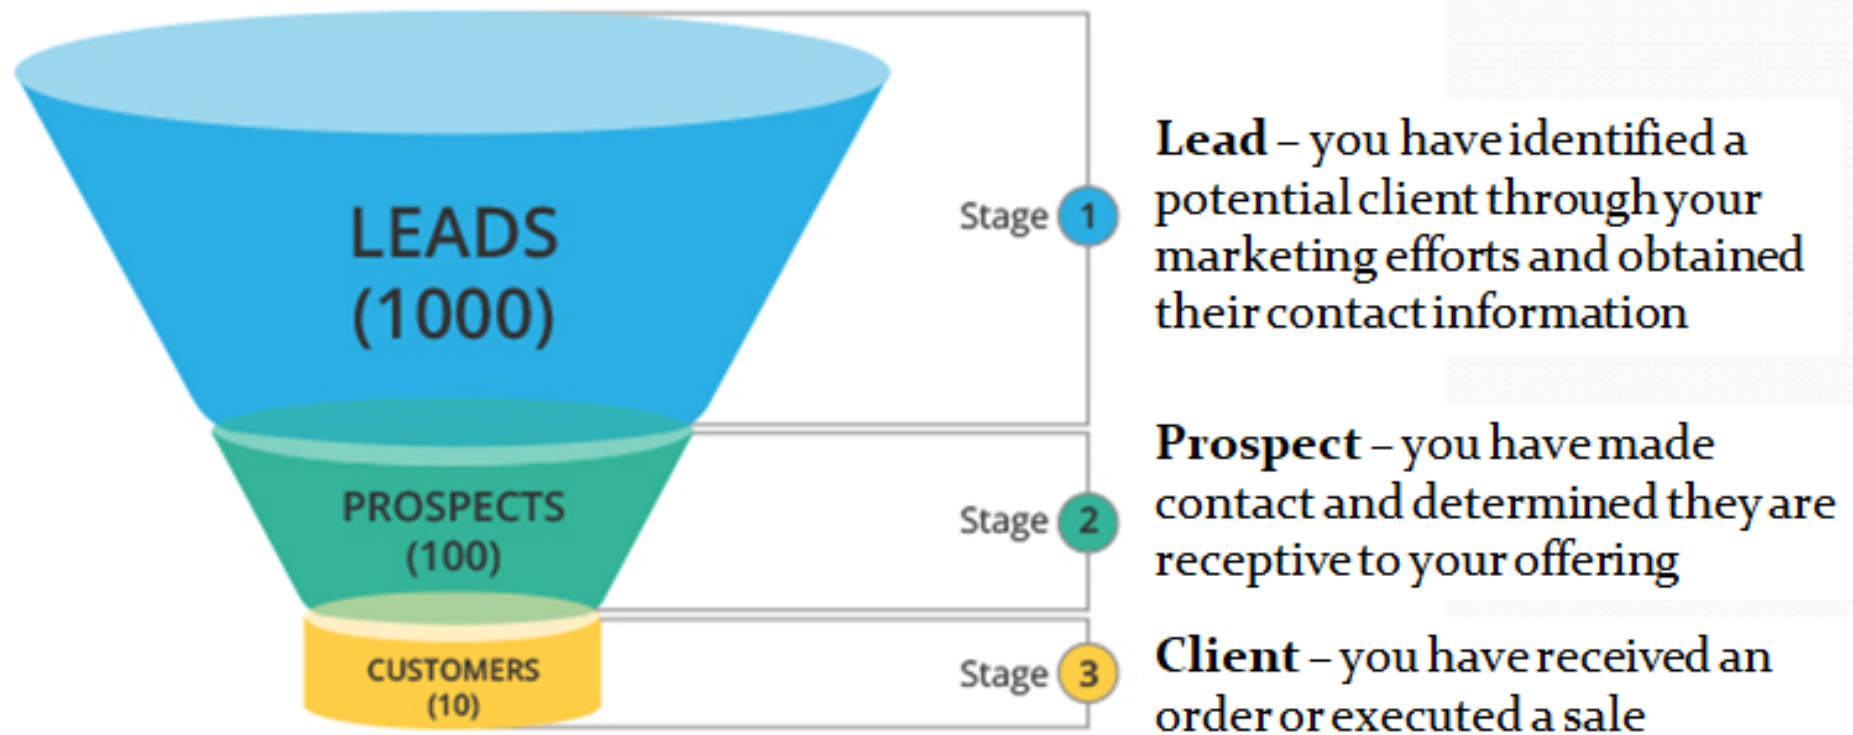 LEADS
(1000)
Stage 1
Lead – you have identified a
potential client through your
marketing efforts and obtained
their contact information
PROSPECTS
(100)
Stage 2
Prospect – you have made
contact and determined they are
receptive to your offering
CUSTOMERS
(10)
Stage 3
Client – you have received an
order or executed a sale